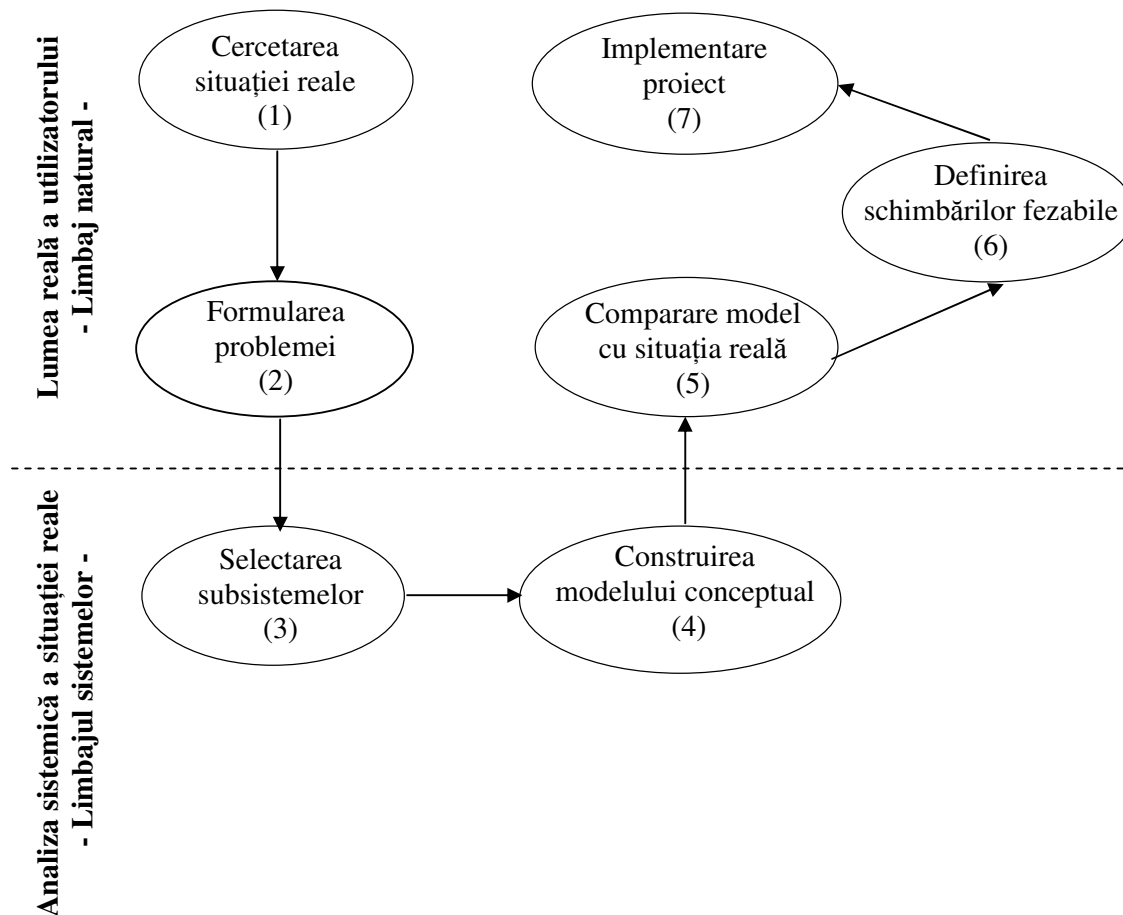 Lumea reală a utilizatorului
- Limbaj natural -
Cercetarea
situației reale
(1)
Implementare
proiect
(7)
Definirea
schimbărilor fezabile
(6)
Formularea
problemei
(2)
Comparare model
cu situația reală
(5)
Analiza sistemică a situației reale
- Limbajul sistemelor -
Selectarea
subsistemelor
(3)
Construirea
modelului conceptual
(4)